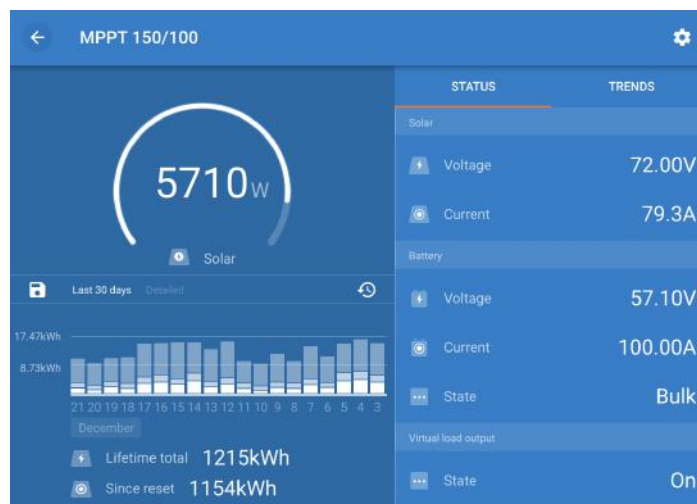 MPPT 150/100
5710W
Solar
Last 30 days Detailed
17.47kWh
8.73kWh
21 20 19 18 17 16 15 14 13 12 11 10 9 8 7 6 5 4 3
December
Lifetime total 1215kWh
Since reset 1154kWh
STATUS TRENDS
Solar
Voltage 72.00V
Current 79.3A
Battery
Voltage 57.10V
Current 100.00A
State Bulk
Virtual load output
State On